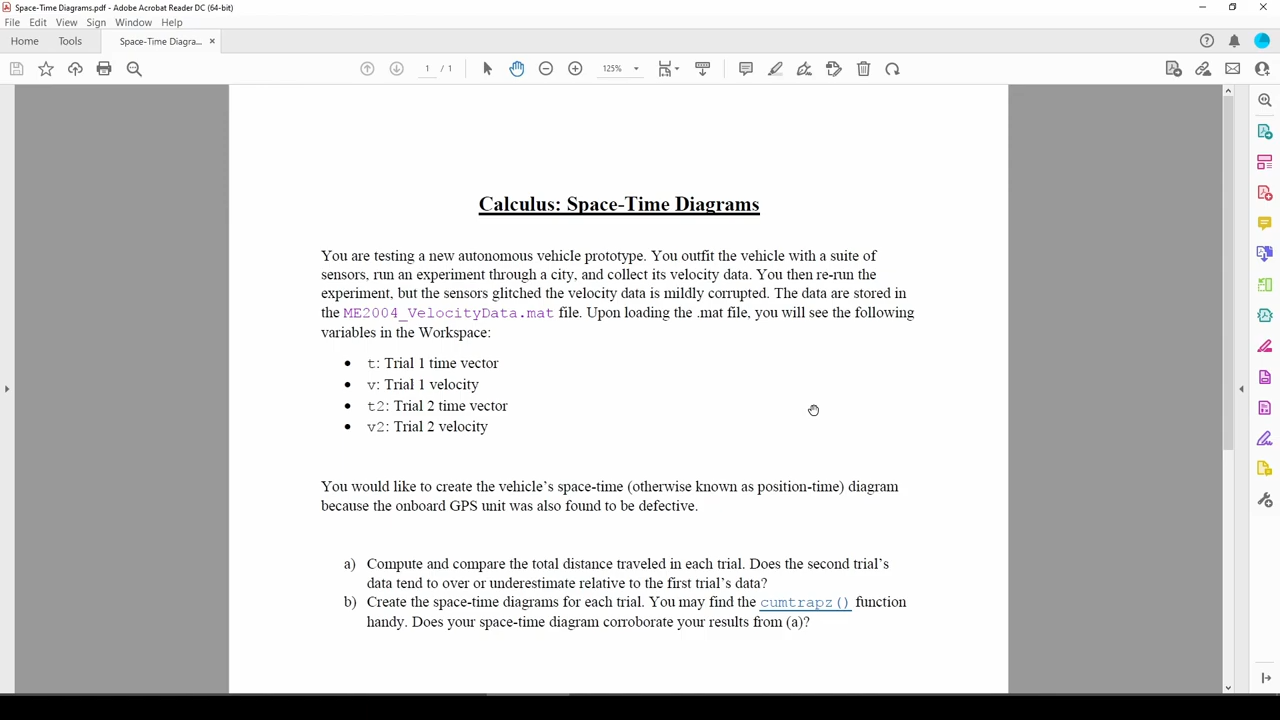 Space-Time Diagrams.pdf - Adobe Acrobat Reader DC (64-bit)
File Edit View Sign Window Help
Home Tools Space-Time Diagra... ×
1 / 1 125%
Calculus: Space-Time Diagrams
You are testing a new autonomous vehicle prototype. You outfit the vehicle with a suite of
sensors, run an experiment through a city, and collect its velocity data. You then re-run the
experiment, but the sensors glitched the velocity data is mildly corrupted. The data are stored in
the ME2004_VelocityData.mat file. Upon loading the .mat file, you will see the following
variables in the Workspace:
• t: Trial 1 time vector
• v: Trial 1 velocity
• t2: Trial 2 time vector
• v2: Trial 2 velocity
You would like to create the vehicle's space-time (otherwise known as position-time) diagram
because the onboard GPS unit was also found to be defective.
a) Compute and compare the total distance traveled in each trial. Does the second trial's
data tend to over or underestimate relative to the first trial's data?
b) Create the space-time diagrams for each trial. You may find the cumtrapz() function
handy. Does your space-time diagram corroborate your results from (a)?